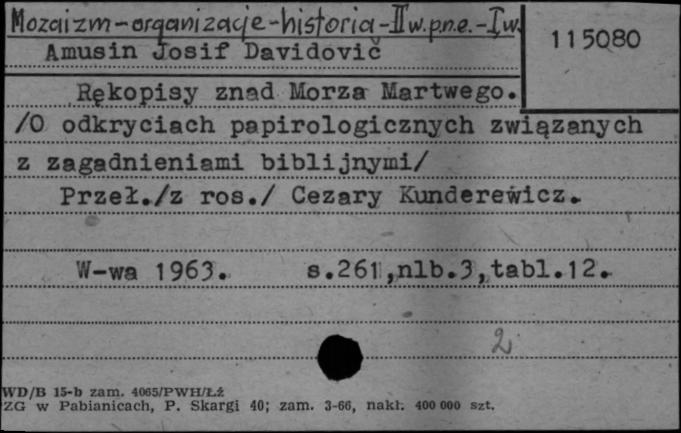 Mozaizm-organizacje-historia-II w.p.n.e.-I w.
115080
Amusin Josif Davidovič
Rękopisy znad Morza Martwego.
/O odkryciach papirologicznych związanych
z zagadnieniami biblijnymi/
Przeł./z ros./ Cezary Kunderewicz.
W-wa 1963. s.261,nlb.3,tabl.12.
2
WD/B 15-b zam. 4065/PWH/Łź
ZG w Pabianicach, P. Skargi 40; zam. 3-66, nakł. 400 000 szt.